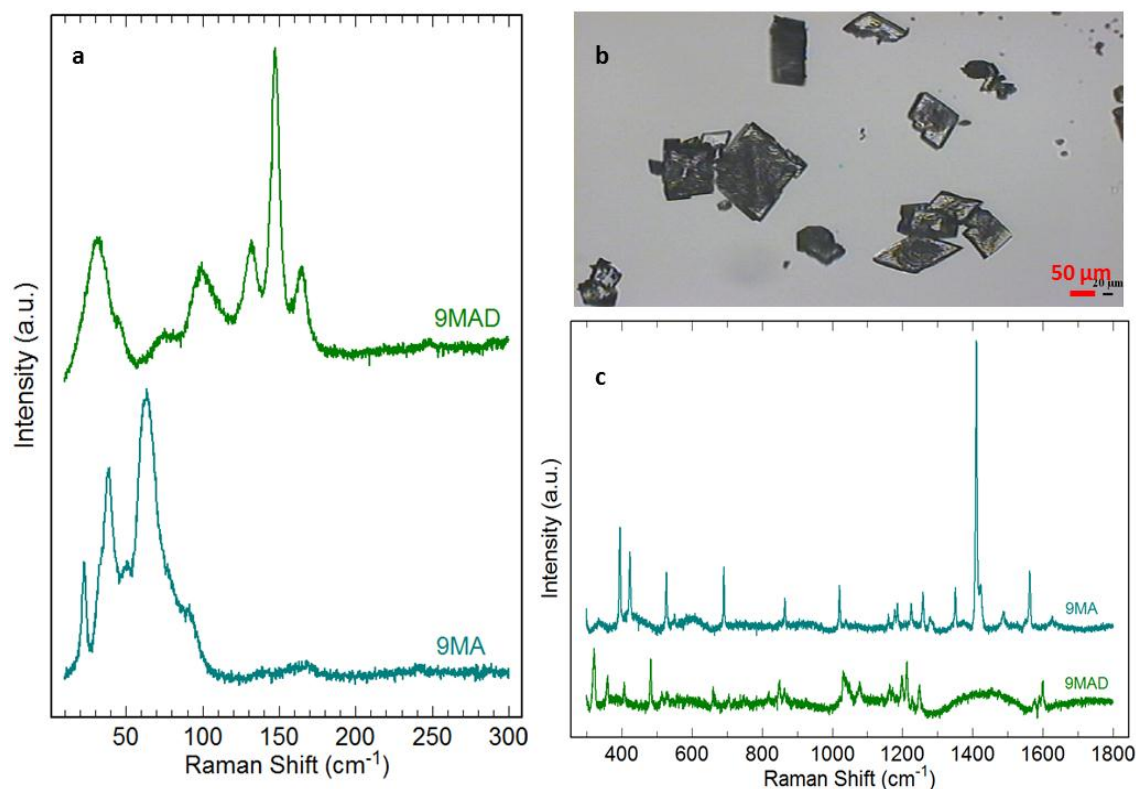 a
Intensity (a.u.)
9MAD
9MA
50
100
150
200
250
300
Raman Shift (cm-1)
b
50 µm
20 µm
c
Intensity (a.u.)
9MA
9MAD
400
600
800
1000
1200
1400
1600
1800
Raman Shift (cm-1)